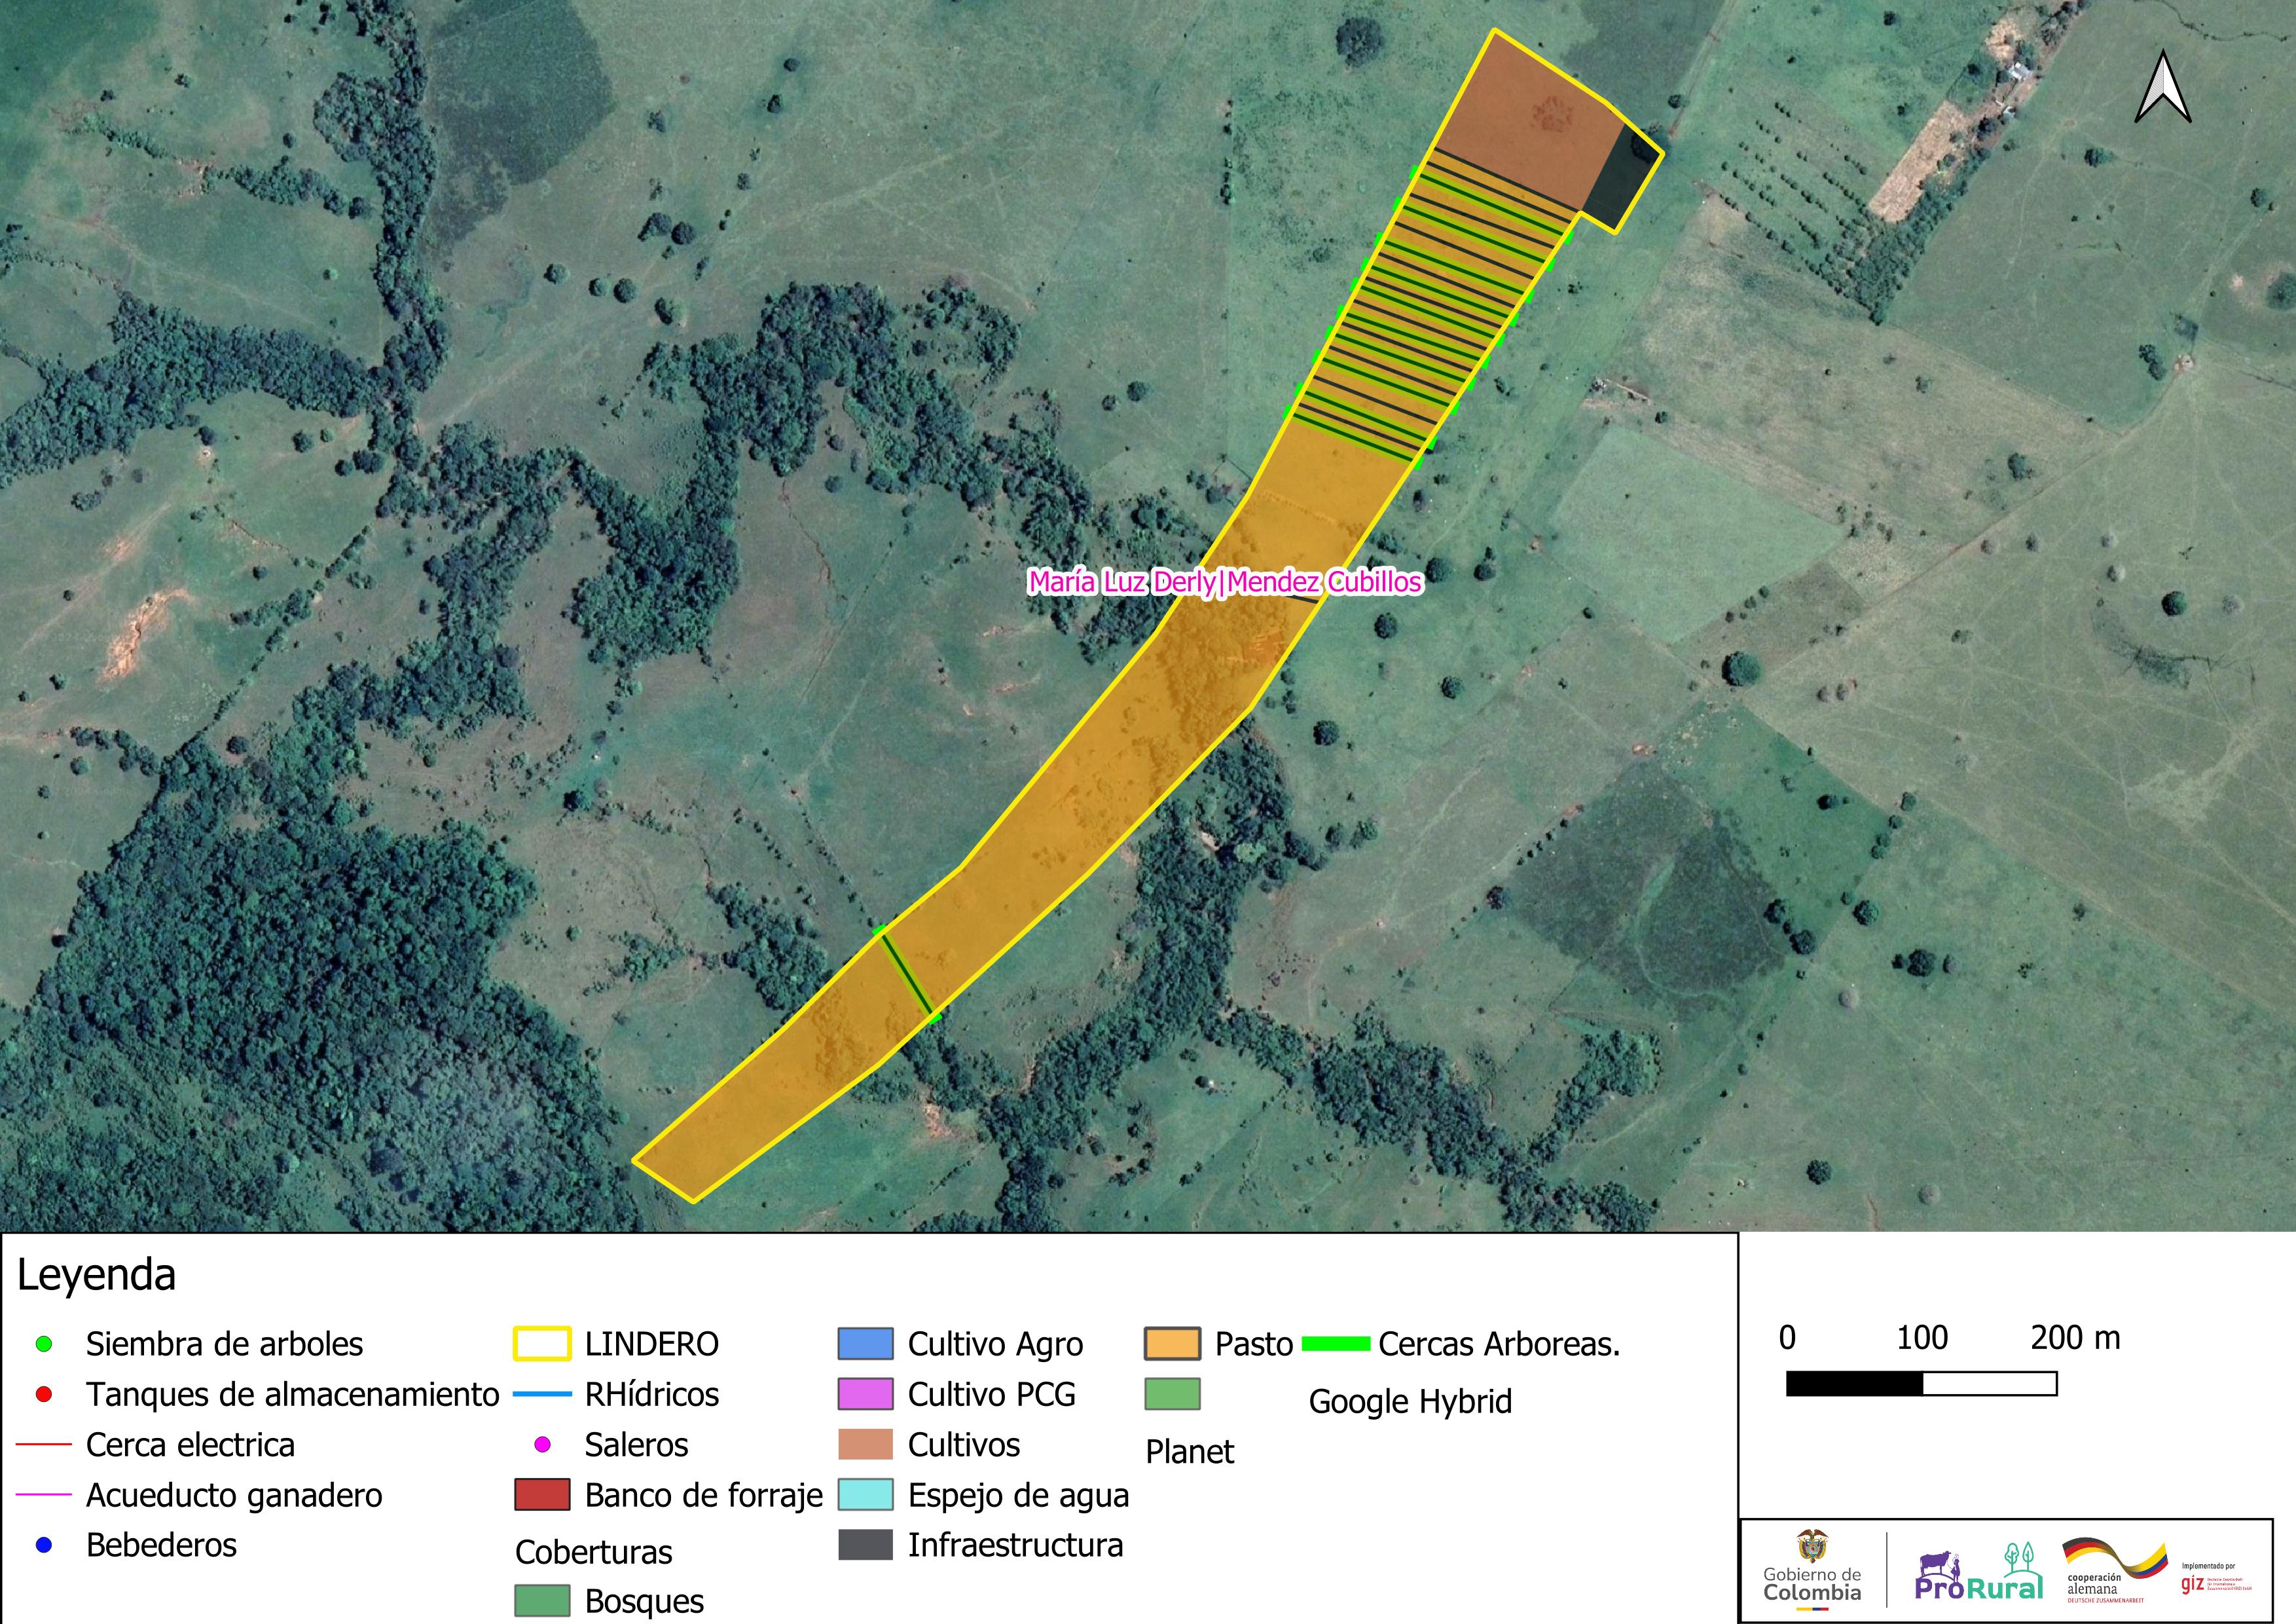 María Luz Derly|Mendez Cubillos
Leyenda
Siembra de arboles
Tanques de almacenamiento
Cerca electrica
Acueducto ganadero
Bebederos
LINDERO
RHídricos
Saleros
Banco de forraje
Coberturas
Bosques
Cultivo Agro
Cultivo PCG
Cultivos
Espejo de agua
Infraestructura
Pasto
Planet
Cercas Arboreas.
Google Hybrid
0 100 200 m
Gobierno de
Colombia
ProRural
cooperación
alemana
DEUTSCHE ZUSAMMENARBEIT
Implementado por
giz